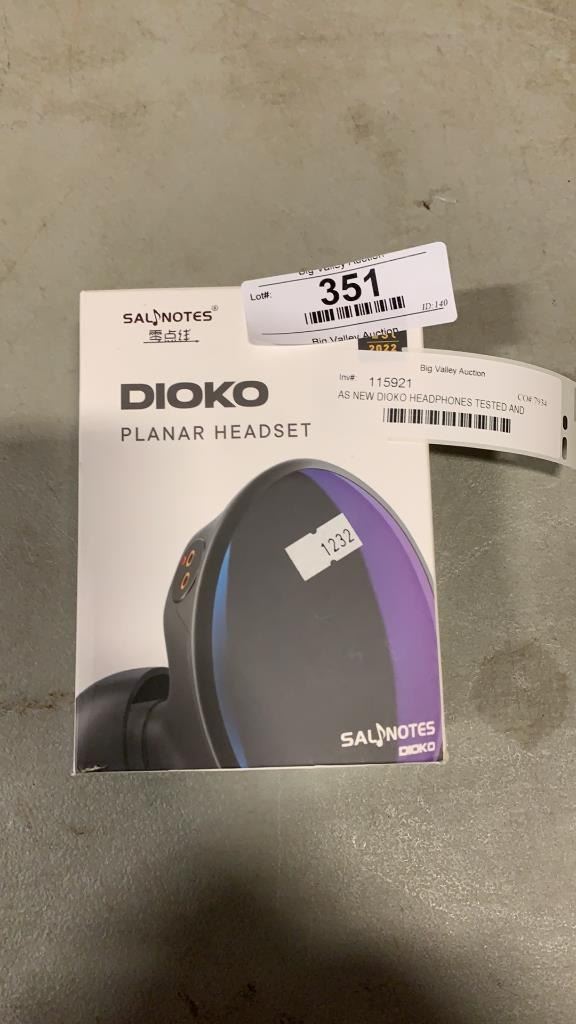 Big Valley Auction
Lot#:
351
ID:140
Big Valley Auction
SALNOTES®
零点线
2022
Big Valley Auction
Inv#: 115921
CO#:7934
AS NEW DIOKO HEADPHONES TESTED AND
DIOKO
PLANAR HEADSET
1232
SALNOTES
DIOKO